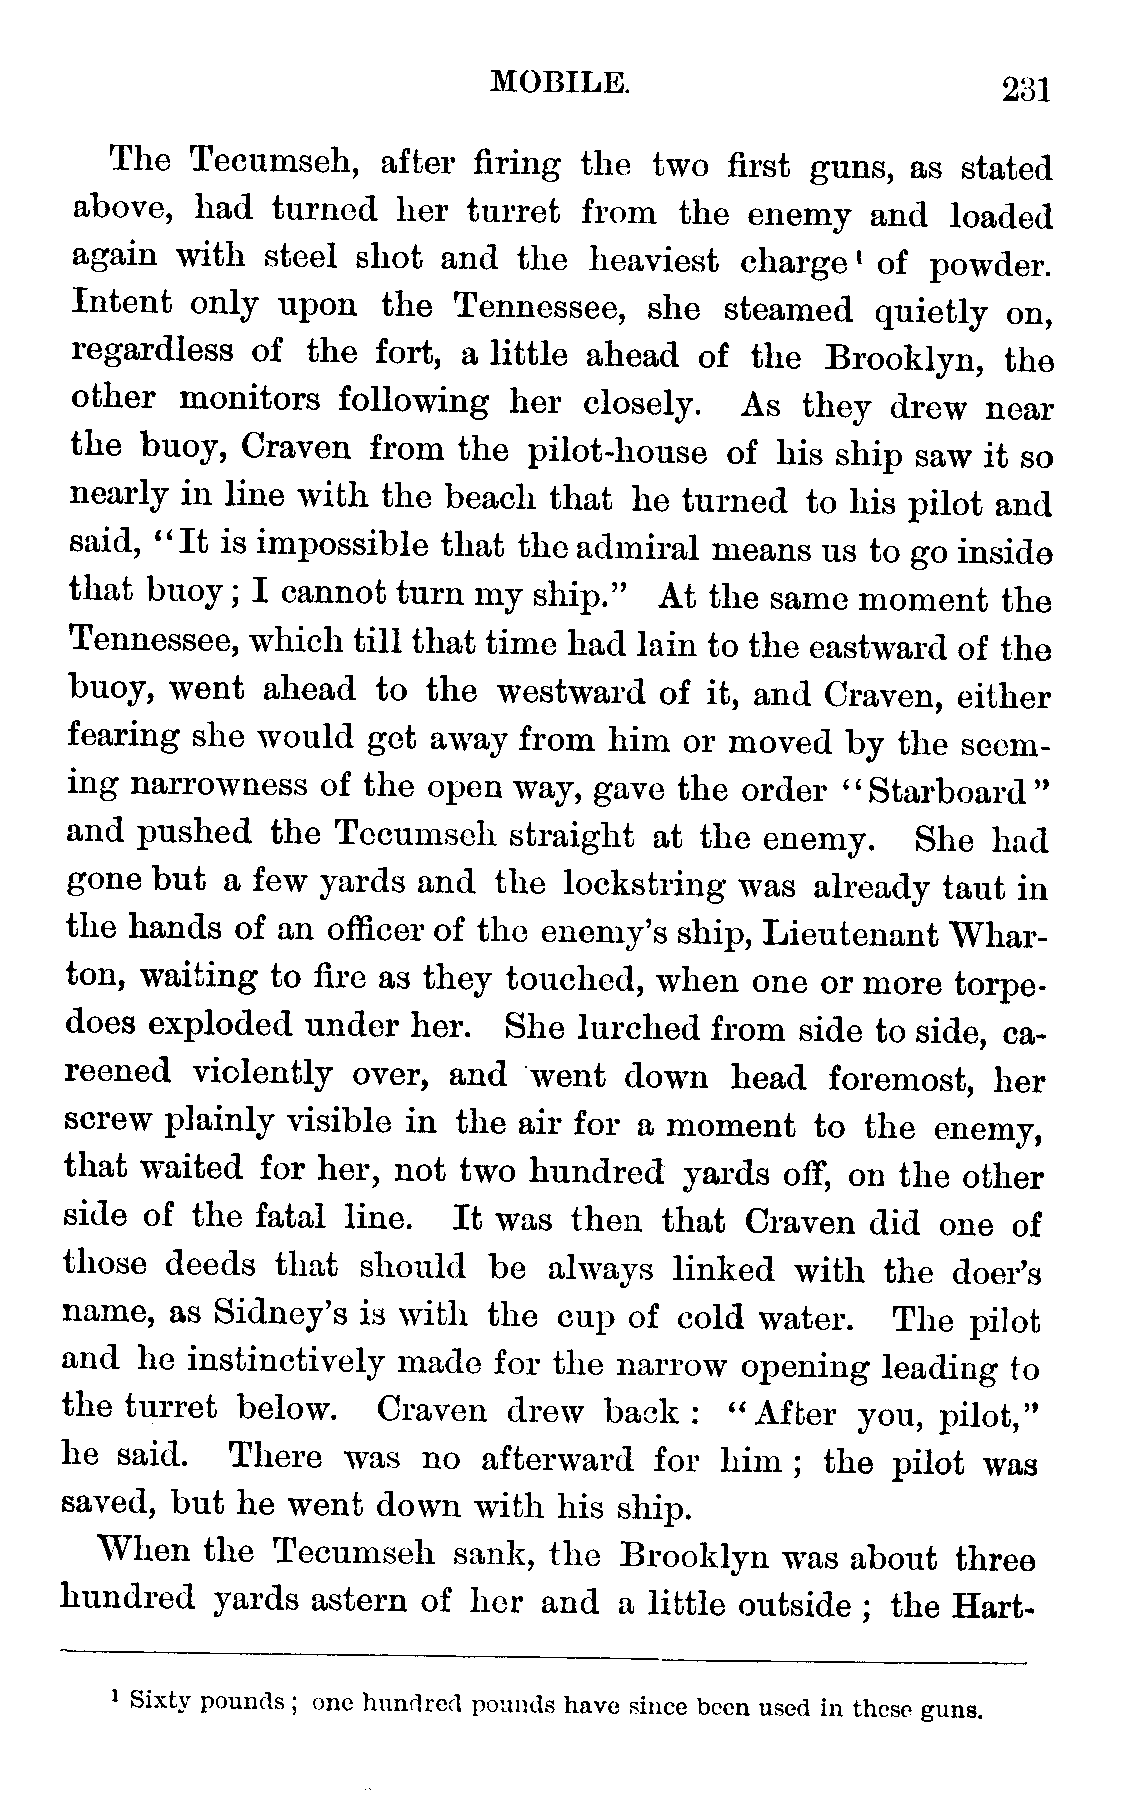 MOBILE. 231
The Tecumseh, after firing the two first guns, as stated
above, had turned her turret from the enemy and loaded
again with steel shot and the heaviest charge¹ of powder.
Intent only upon the Tennessee, she steamed quietly on,
regardless of the fort, a little ahead of the Brooklyn, the
other monitors following her closely. As they drew near
the buoy, Craven from the pilot-house of his ship saw it so
nearly in line with the beach that he turned to his pilot and
said, “It is impossible that the admiral means us to go inside
that buoy; I cannot turn my ship.” At the same moment the
Tennessee, which till that time had lain to the eastward of the
buoy, went ahead to the westward of it, and Craven, either
fearing she would get away from him or moved by the seem-
ing narrowness of the open way, gave the order “Starboard”
and pushed the Tecumseh straight at the enemy. She had
gone but a few yards and the lockstring was already taut in
the hands of an officer of the enemy’s ship, Lieutenant Whar-
ton, waiting to fire as they touched, when one or more torpe-
does exploded under her. She lurched from side to side, ca-
reened violently over, and went down head foremost, her
screw plainly visible in the air for a moment to the enemy,
that waited for her, not two hundred yards off, on the other
side of the fatal line. It was then that Craven did one of
those deeds that should be always linked with the doer’s
name, as Sidney’s is with the cup of cold water. The pilot
and he instinctively made for the narrow opening leading to
the turret below. Craven drew back: “After you, pilot,”
he said. There was no afterward for him; the pilot was
saved, but he went down with his ship.
When the Tecumseh sank, the Brooklyn was about three
hundred yards astern of her and a little outside; the Hart-
¹ Sixty pounds; one hundred pounds have since been used in these guns.